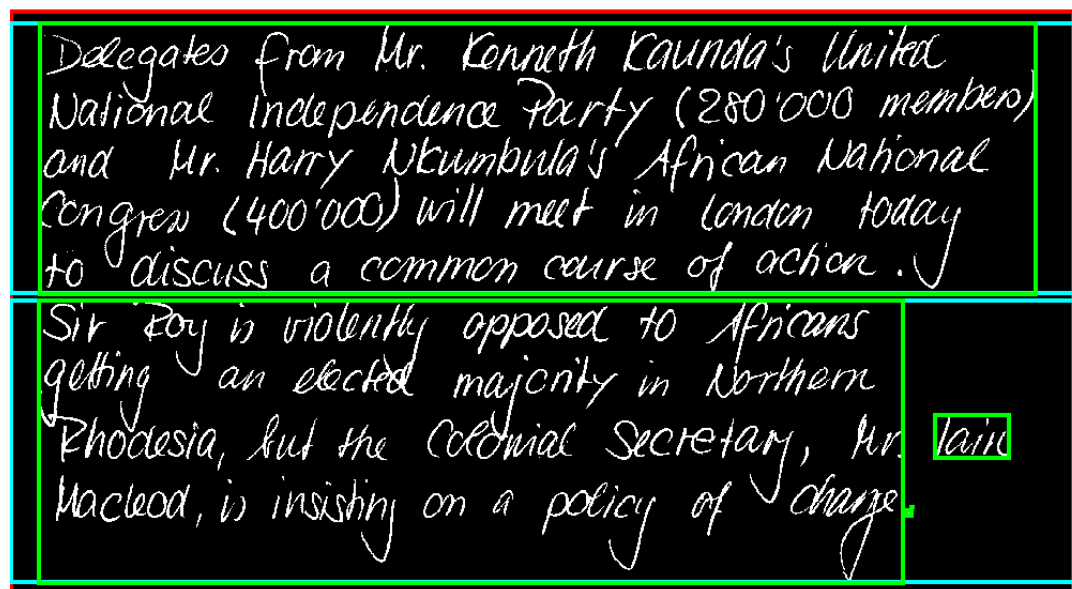 Delegates from Mr. Kenneth Kaunda's United
National Independence Party (280'000 members)
and Mr. Harry Nkumbula's African National
Congress (400'000) will meet in London today
to discuss a common course of action.
Sir Roy is violently opposed to Africans
getting an elected majority in Northern
Rhodesia, but the Colonial Secretary, Mr. Iain
Macleod, is insisting on a policy of change.